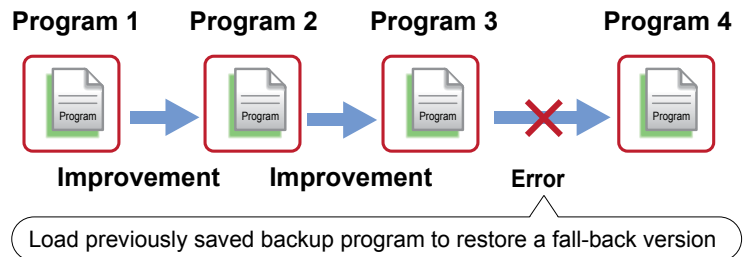 Program 1 Program 2 Program 3 Program 4
Program Program Program Program
Improvement Improvement Error
Load previously saved backup program to restore a fall-back version